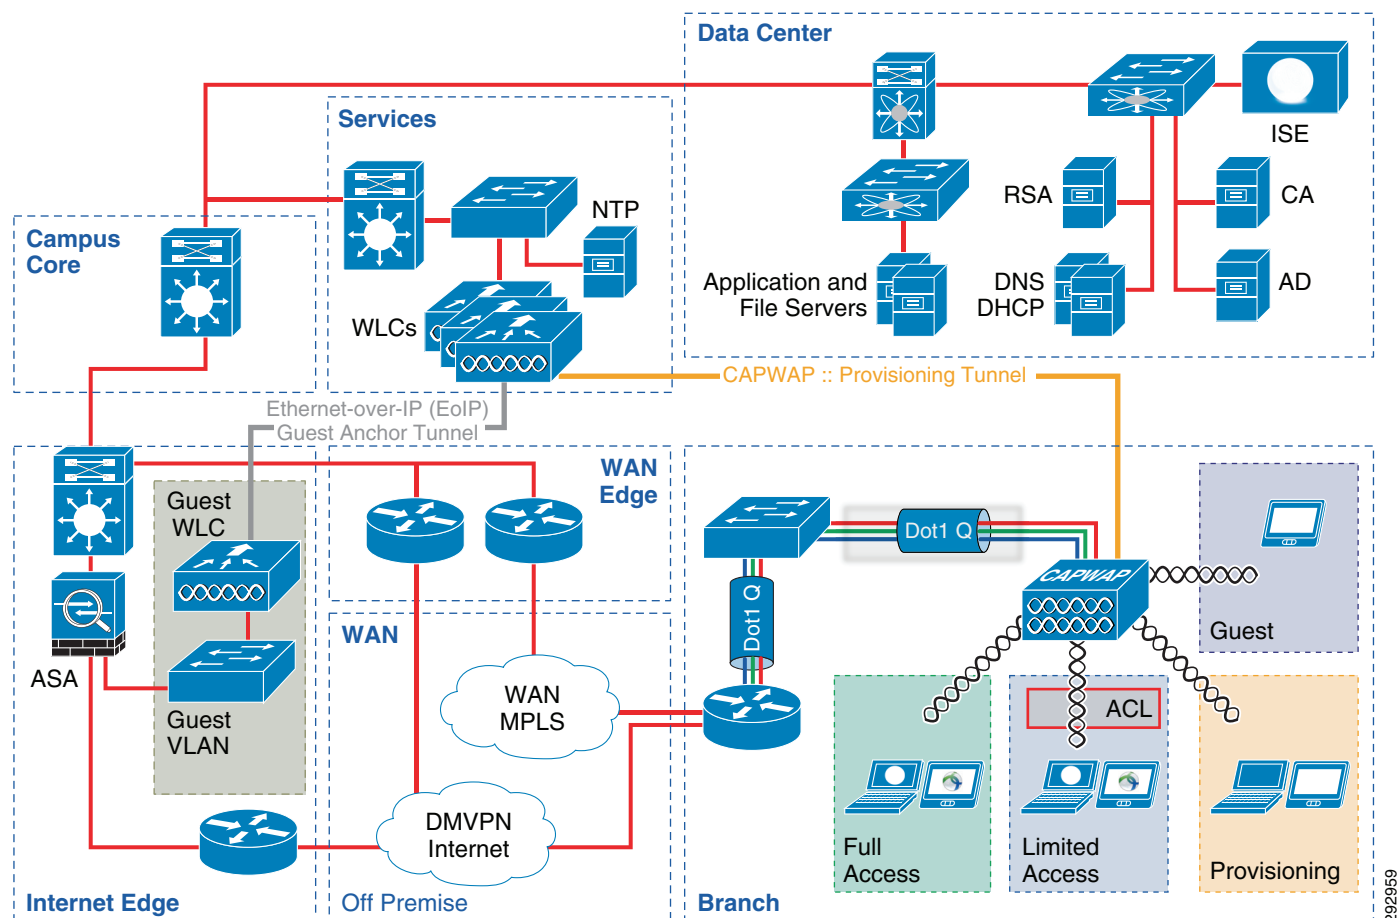 Data Center
ISE
RSA
CA
Application and
File Servers
DNS
DHCP
AD
Services
NTP
WLCs
Campus
Core
CAPWAP :: Provisioning Tunnel
Ethernet-over-IP (EoIP)
Guest Anchor Tunnel
Guest
WLC
ASA
Guest
VLAN
Internet Edge
WAN
Edge
WAN
WAN
MPLS
DMVPN
Internet
Off Premise
Dot1 Q
Dot1 Q
CAPWAP
Guest
ACL
Full
Access
Limited
Access
Provisioning
Branch
292959